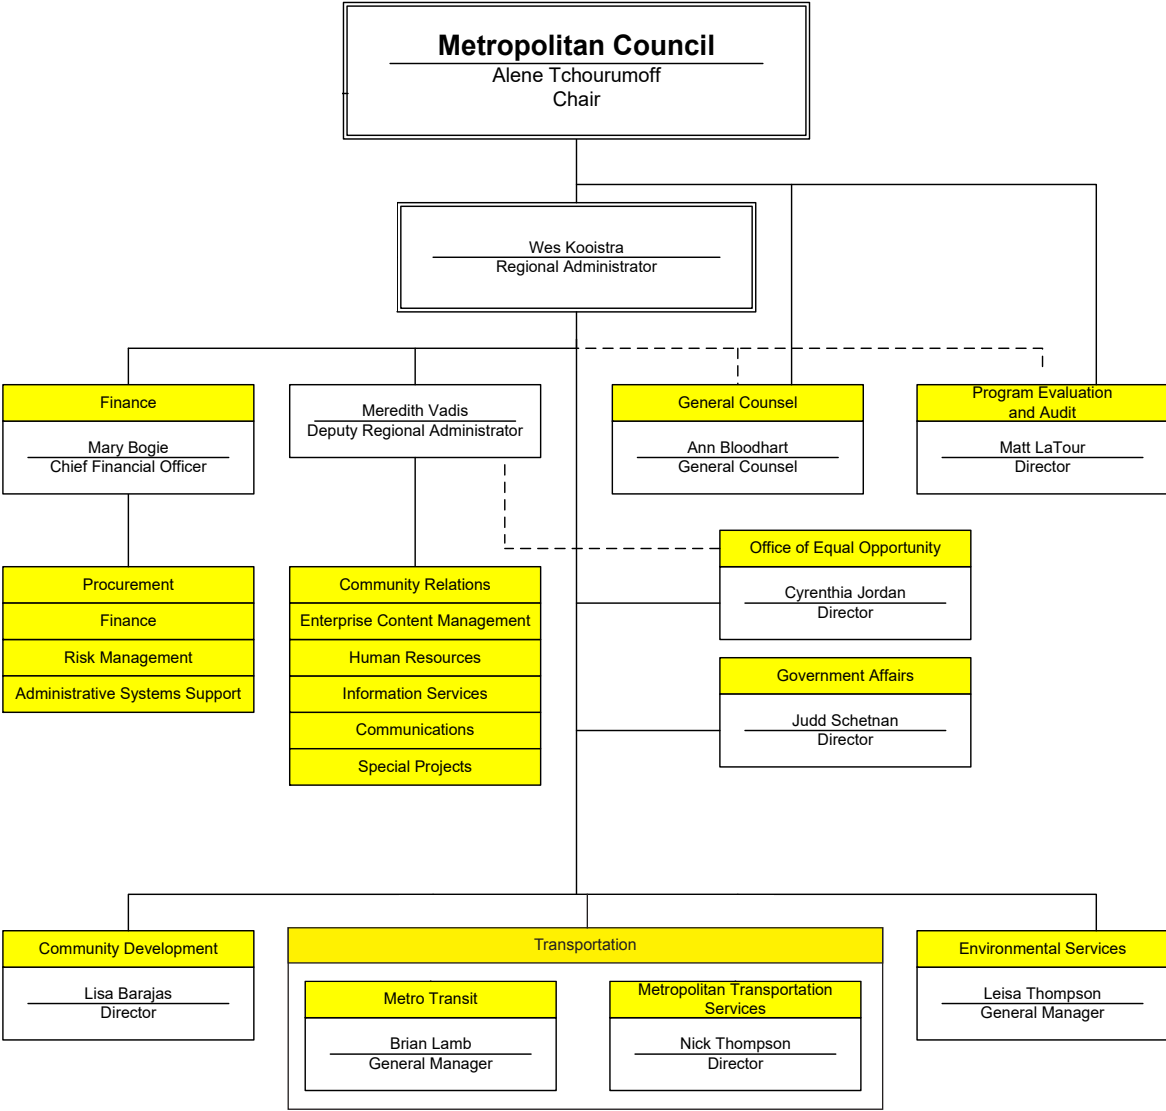 Metropolitan Council
Alene Tchourumoff
Chair
Wes Kooistra
Regional Administrator
Finance
Mary Bogie
Chief Financial Officer
Meredith Vadis
Deputy Regional Administrator
General Counsel
Ann Bloodhart
General Counsel
Program Evaluation
and Audit
Matt LaTour
Director
Procurement
Finance
Risk Management
Administrative Systems Support
Community Relations
Enterprise Content Management
Human Resources
Information Services
Communications
Special Projects
Office of Equal Opportunity
Cyrenthia Jordan
Director
Government Affairs
Judd Schetnan
Director
Community Development
Lisa Barajas
Director
Transportation
Metro Transit
Brian Lamb
General Manager
Metropolitan Transportation
Services
Nick Thompson
Director
Environmental Services
Leisa Thompson
General Manager